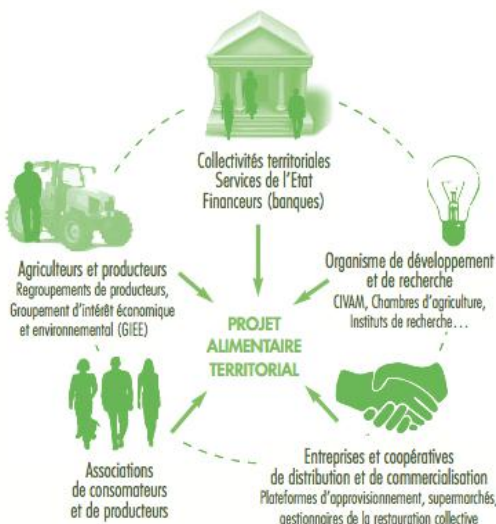 Collectivités territoriales
Services de l'Etat
Financeurs (banques)
Agriculteurs et producteurs
Regroupements de producteurs,
Groupement d'intérêt économique
et environnemental (GIEE)
Organisme de développement
et de recherche
CIVAM, Chambres d'agriculture,
Instituts de recherche...
PROJET
ALIMENTAIRE
TERRITORIAL
Associations
de consomateurs
et de producteurs
Entreprises et coopératives
de distribution et de commercialisation
Plateformes d'approvisionnement, supermarchés,
gestionnaires de la restauration collective